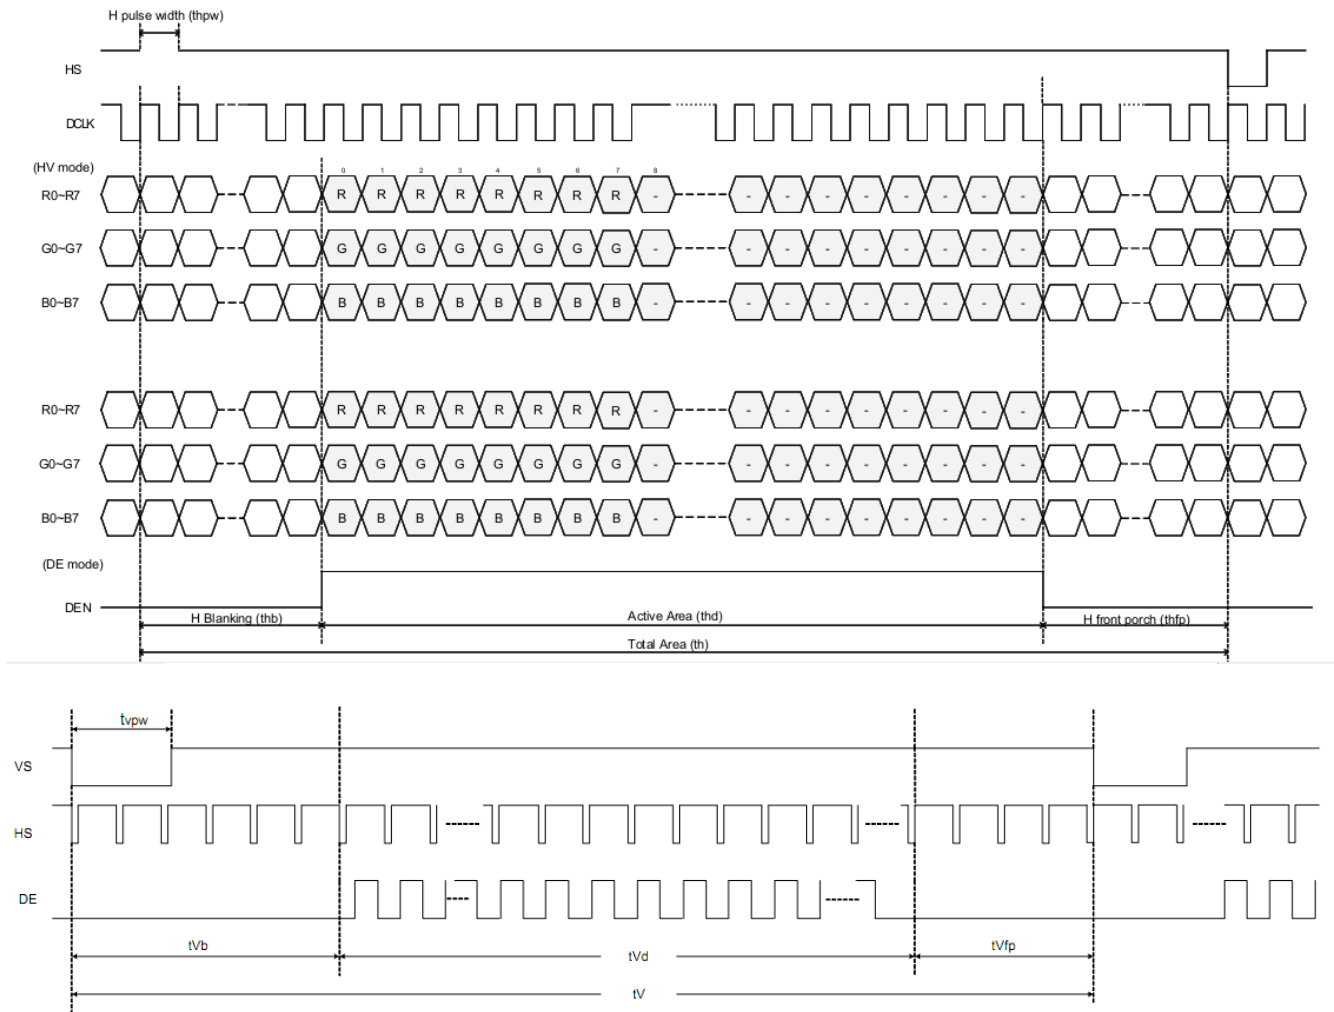 H pulse width (thpw)
HS
DCLK
(HV mode)
0 1 2 3 4 5 6 7 8
R0~R7 R R R R R R R R - - - - - - - - -
G0~G7 G G G G G G G G - - - - - - - - -
B0~B7 B B B B B B B B - - - - - - - - -
R0~R7 R R R R R R R R - - - - - - - - -
G0~G7 G G G G G G G G - - - - - - - - -
B0~B7 B B B B B B B B - - - - - - - - -
(DE mode)
DEN
H Blanking (thb) Active Area (thd) H front porch (thfp)
Total Area (th)
tvpw
VS
HS
DE
tVb tVd tVfp
tV